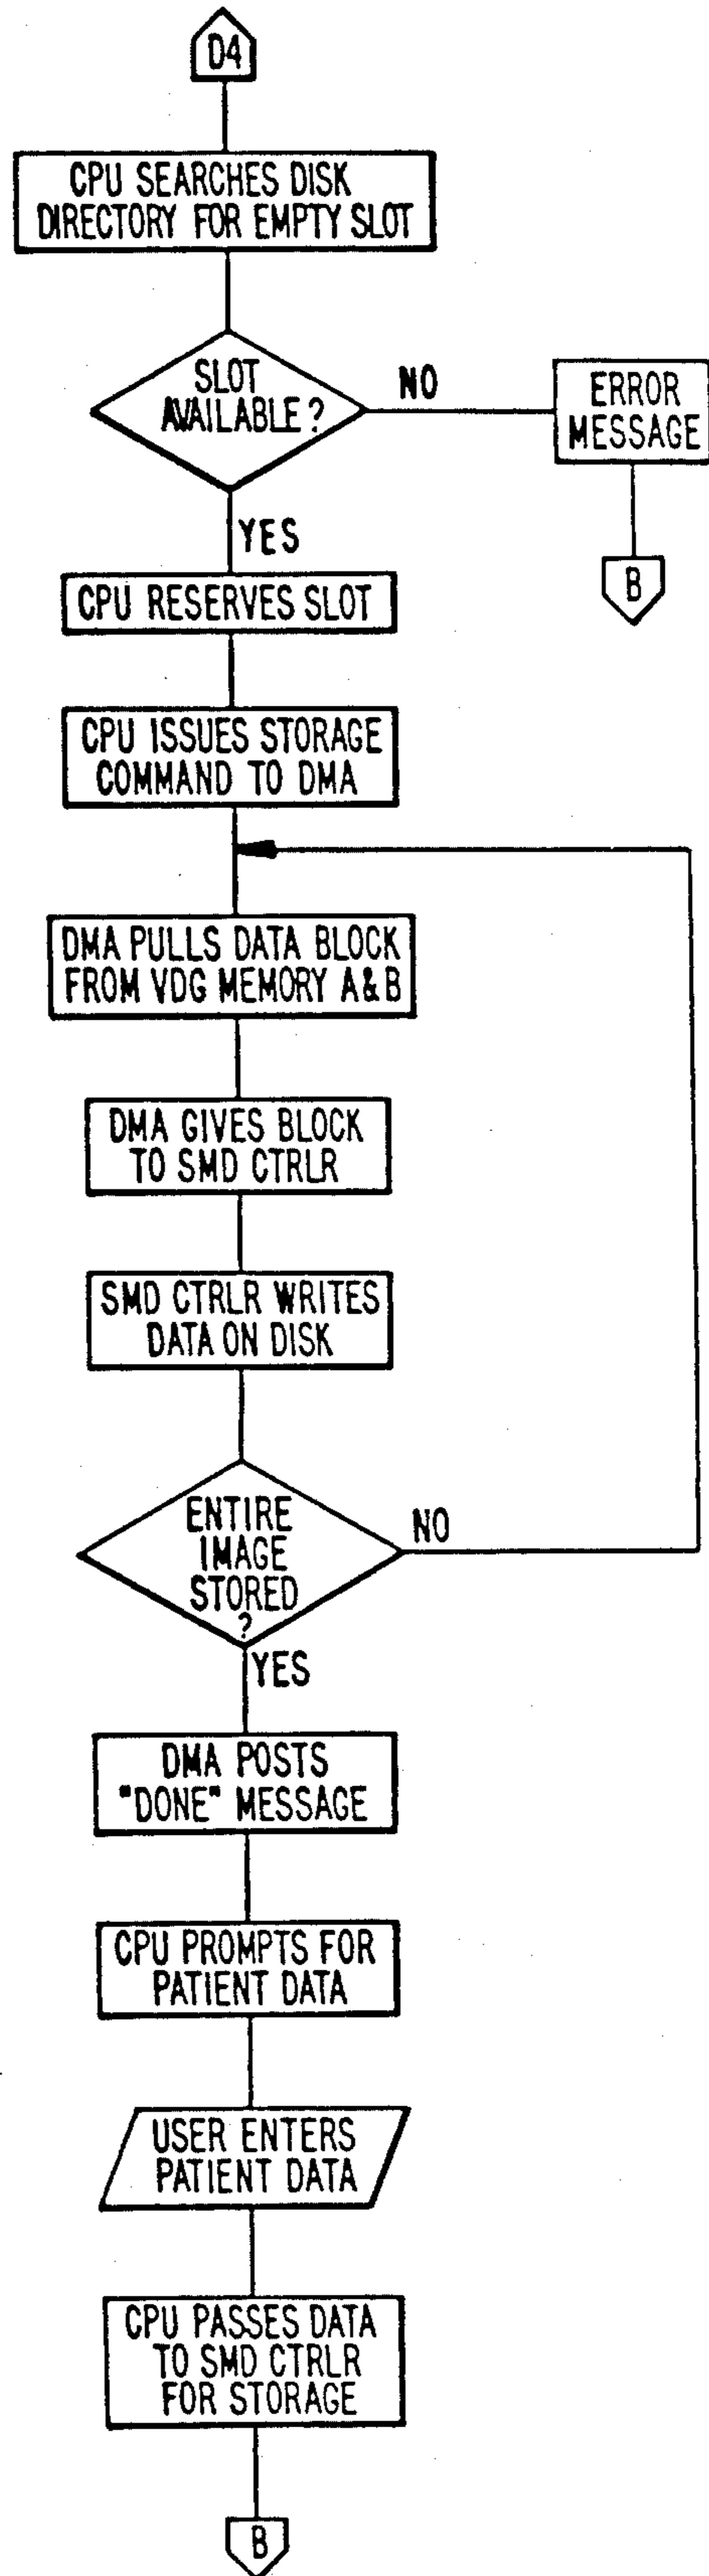 D4
CPU SEARCHES DISK
DIRECTORY FOR EMPTY SLOT
SLOT
AVAILABLE?
NO
ERROR
MESSAGE
B
YES
CPU RESERVES SLOT
CPU ISSUES STORAGE
COMMAND TO DMA
DMA PULLS DATA BLOCK
FROM VDG MEMORY A&B
DMA GIVES BLOCK
TO SMD CTRLR
SMD CTRLR WRITES
DATA ON DISK
ENTIRE
IMAGE
STORED
?
NO
YES
DMA POSTS
"DONE" MESSAGE
CPU PROMPTS FOR
PATIENT DATA
USER ENTERS
PATIENT DATA
CPU PASSES DATA
TO SMD CTRLR
FOR STORAGE
B